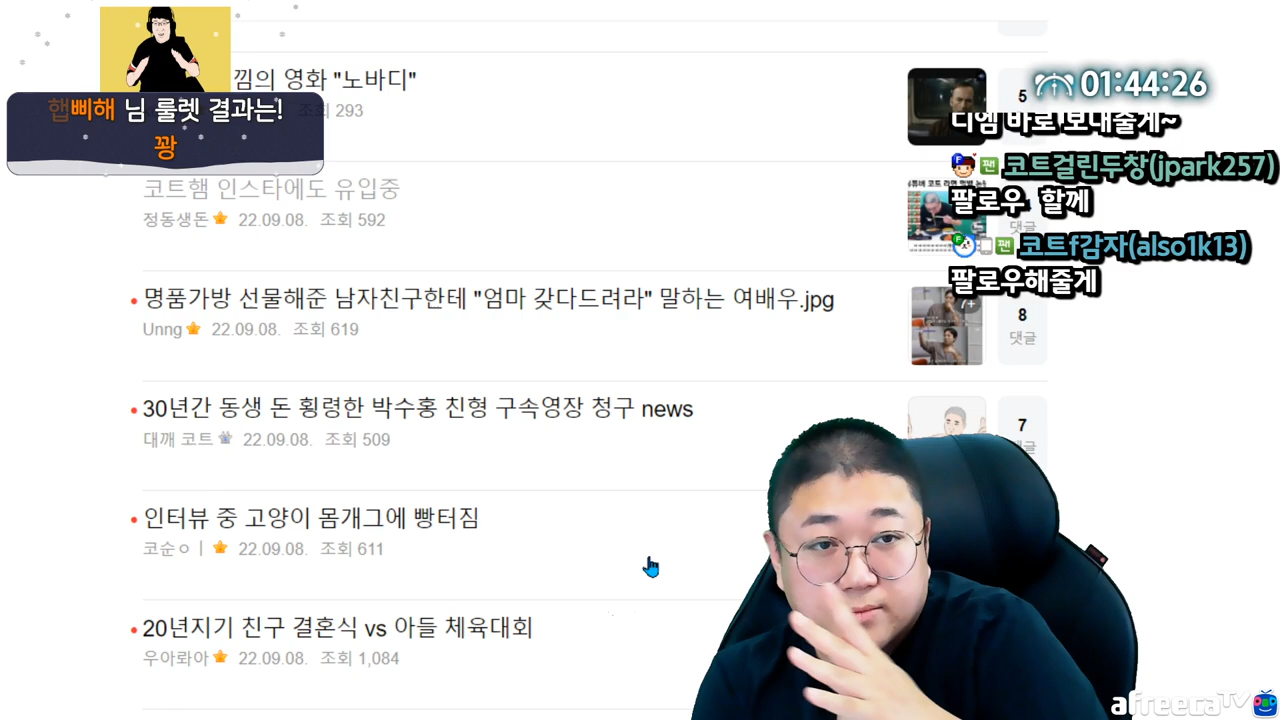 낌의 영화 "노바디"
조회 293
햅삐해 님 룰렛 결과는!
꽝
5
01:44:26
디엠 바로 보내줄게~
코트햄 인스타에도 유입중
정동생돈 22.09.08. 조회 592
댓글
팬 코트걸린두창(jpark257)
팔로우 할께
팬 코트f감자(also1k13)
팔로우해줄게
명품가방 선물해준 남자친구한테 "엄마 갖다드려라" 말하는 여배우.jpg
Unng 22.09.08. 조회 619
7+
8
댓글
30년간 동생 돈 횡령한 박수홍 친형 구속영장 청구 news
대깨 코트 22.09.08. 조회 509
7
댓글
인터뷰 중 고양이 몸개그에 빵터짐
코순ㅇㅣ 22.09.08. 조회 611
20년지기 친구 결혼식 vs 아들 체육대회
우아롸아 22.09.08. 조회 1,084
afreecaTV